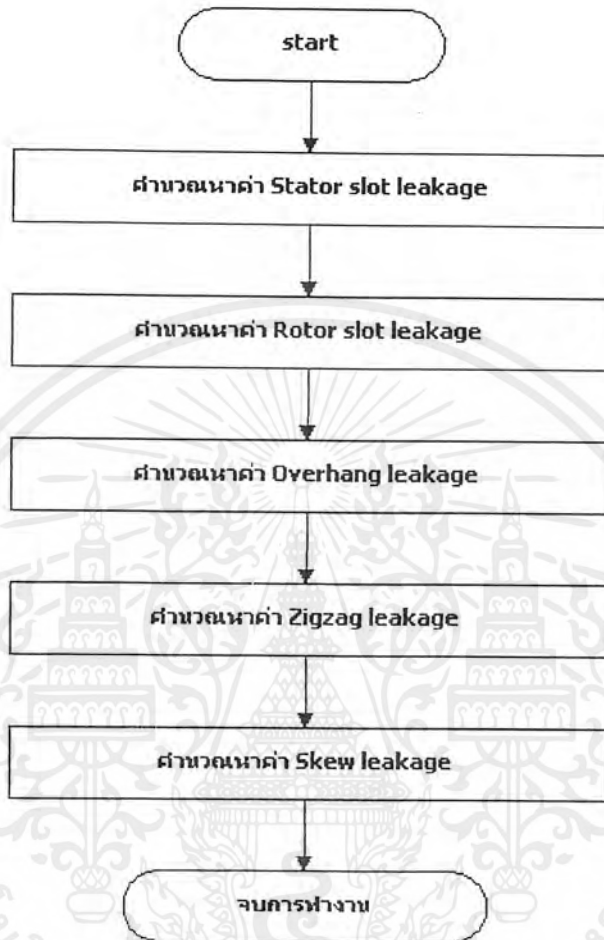 start
คำนวณหาค่า Stator slot leakage
คำนวณหาค่า Rotor slot leakage
คำนวณหาค่า Overhang leakage
คำนวณหาค่า Zigzag leakage
คำนวณหาค่า Skew leakage
จบการทำงาน